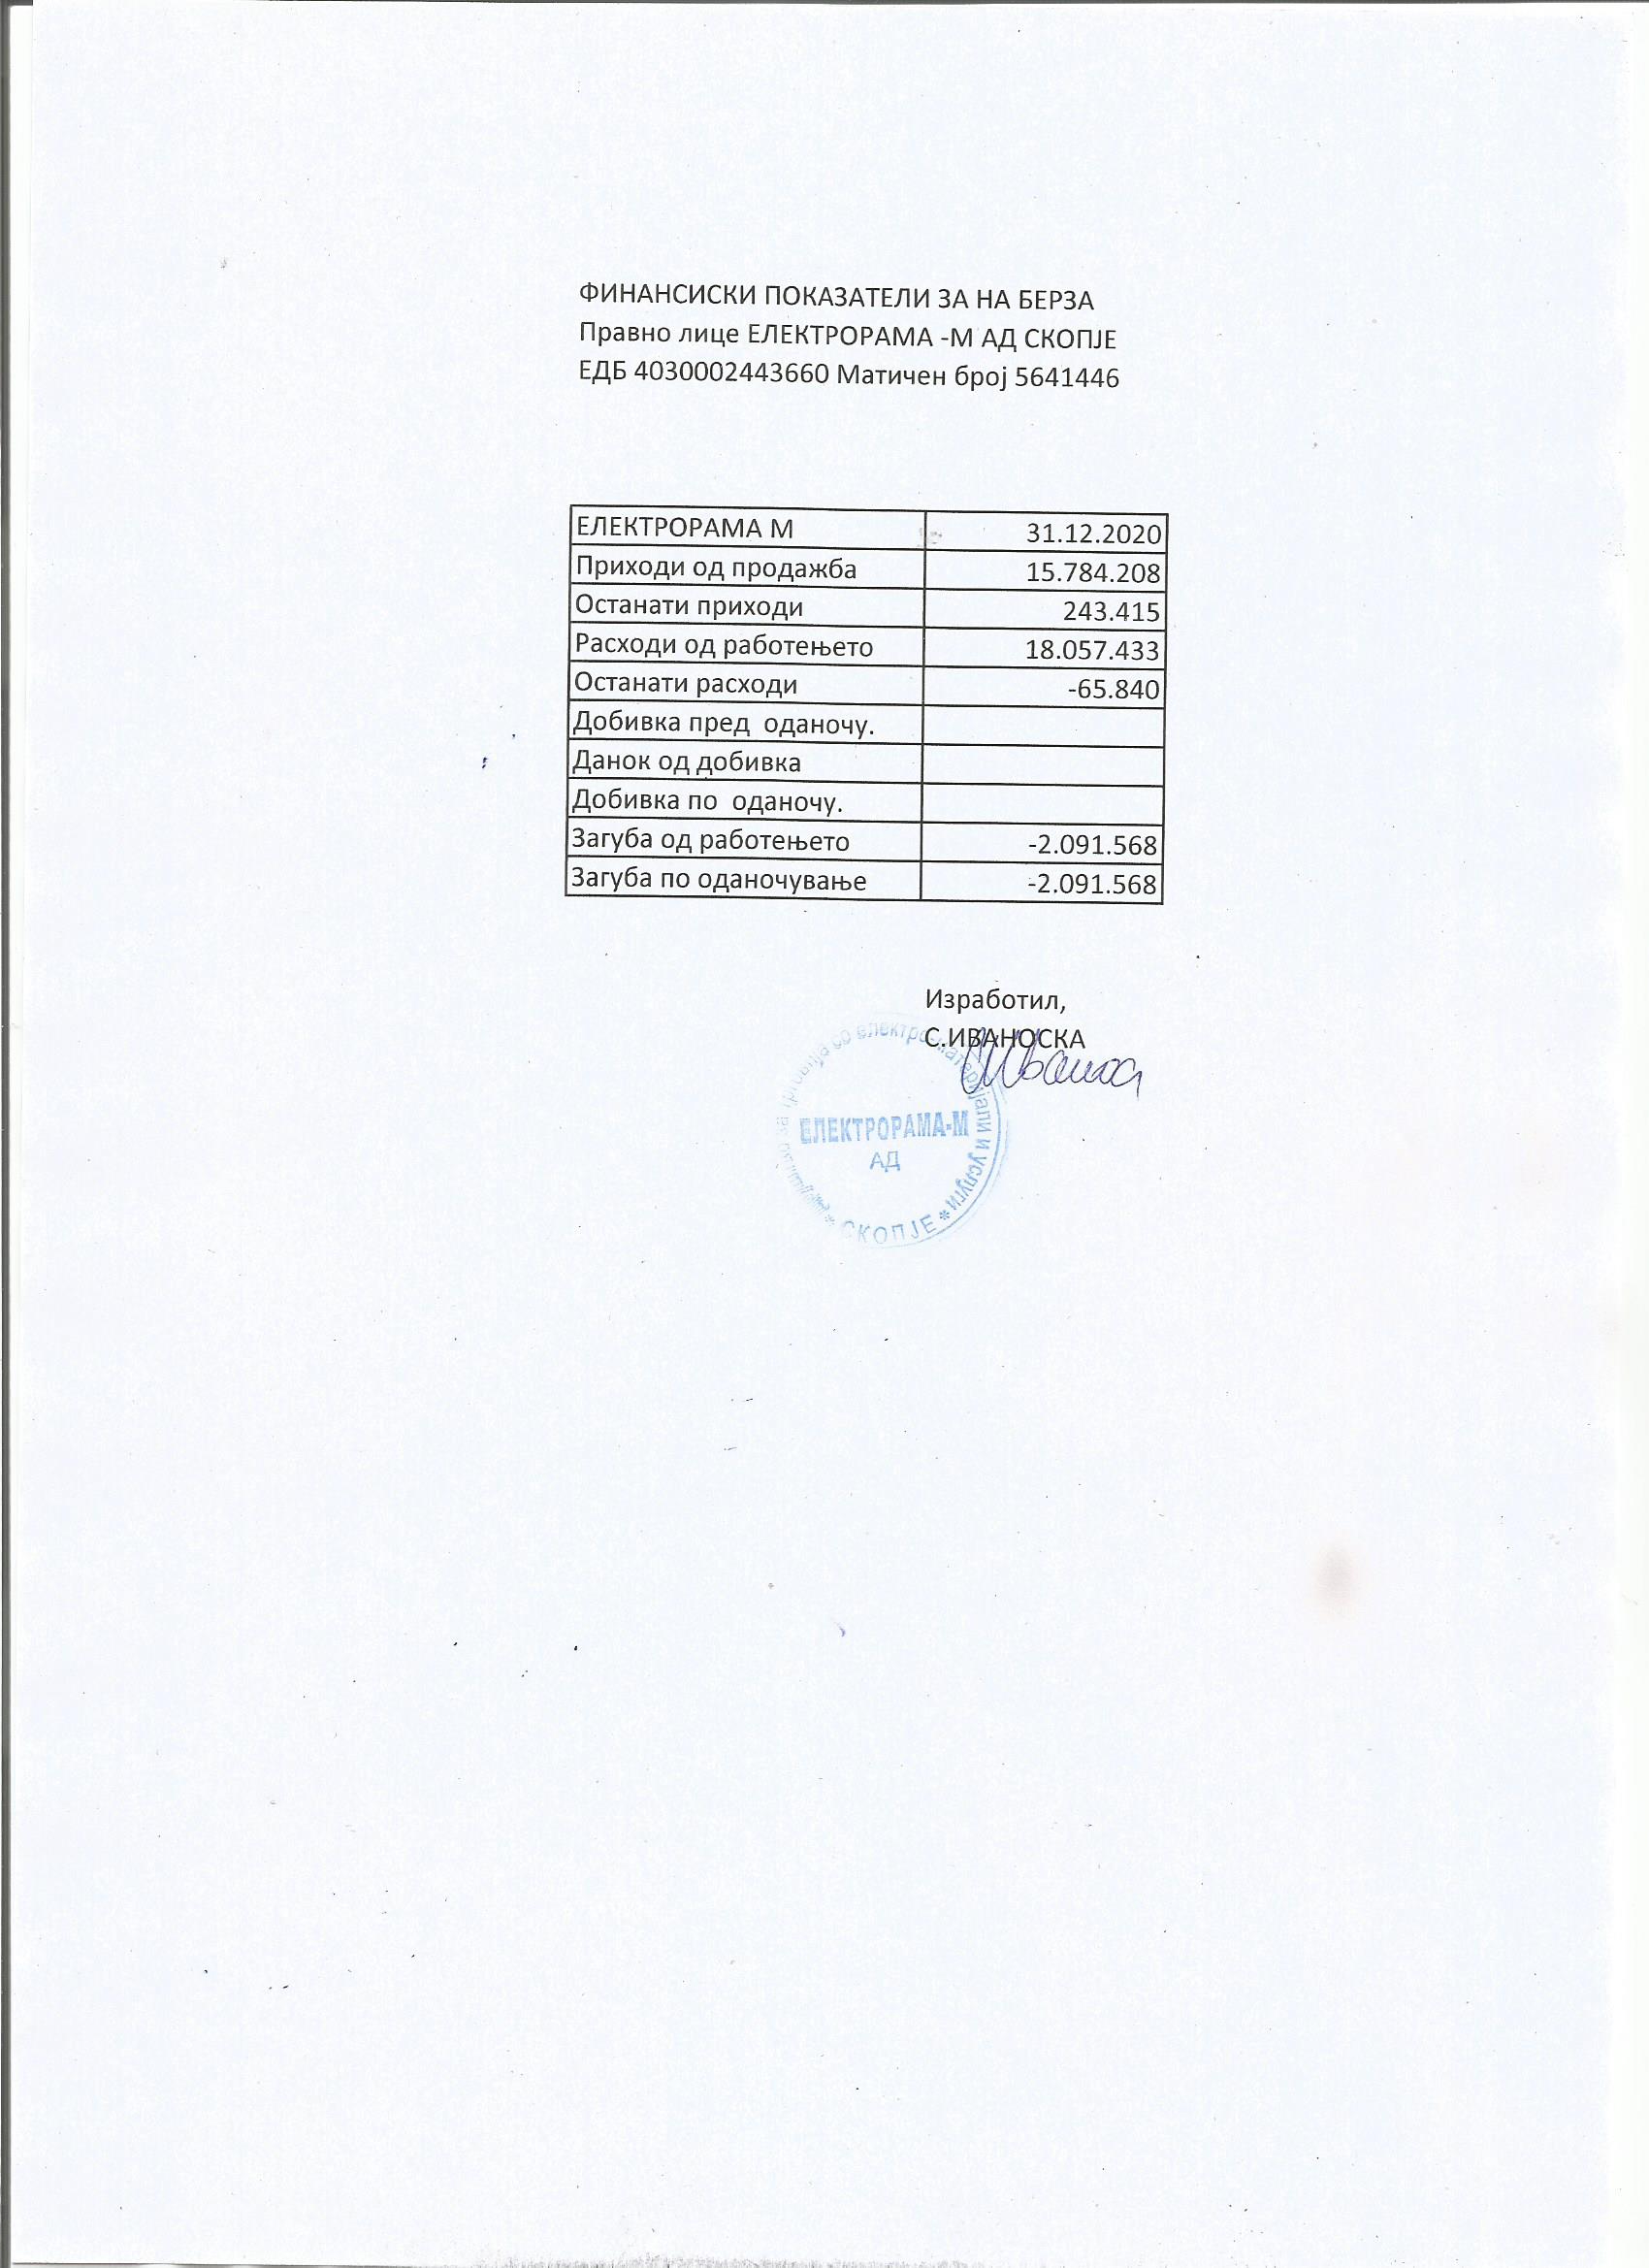 ФИНАНСИСКИ ПОКАЗАТЕЛИ ЗА НА БЕРЗА
Правно лице ЕЛЕКТРОРАМА -М АД СКОПЈЕ
ЕДБ 4030002443660 Матичен број 5641446
ЕЛЕКТРОРАМА М 31.12.2020
Приходи од продажба 15.784.208
Останати приходи 243.415
Расходи од работењето 18.057.433
Останати расходи -65.840
Добивка пред оданочу.
Данок од добивка
Добивка по оданочу.
Загуба од работењето -2.091.568
Загуба по оданочување -2.091.568
Изработил,
С.ИВАНОСКА
со електро-материјали и услуги
ЕЛЕКТРОРАМА-М
АД
* СКОПЈЕ *